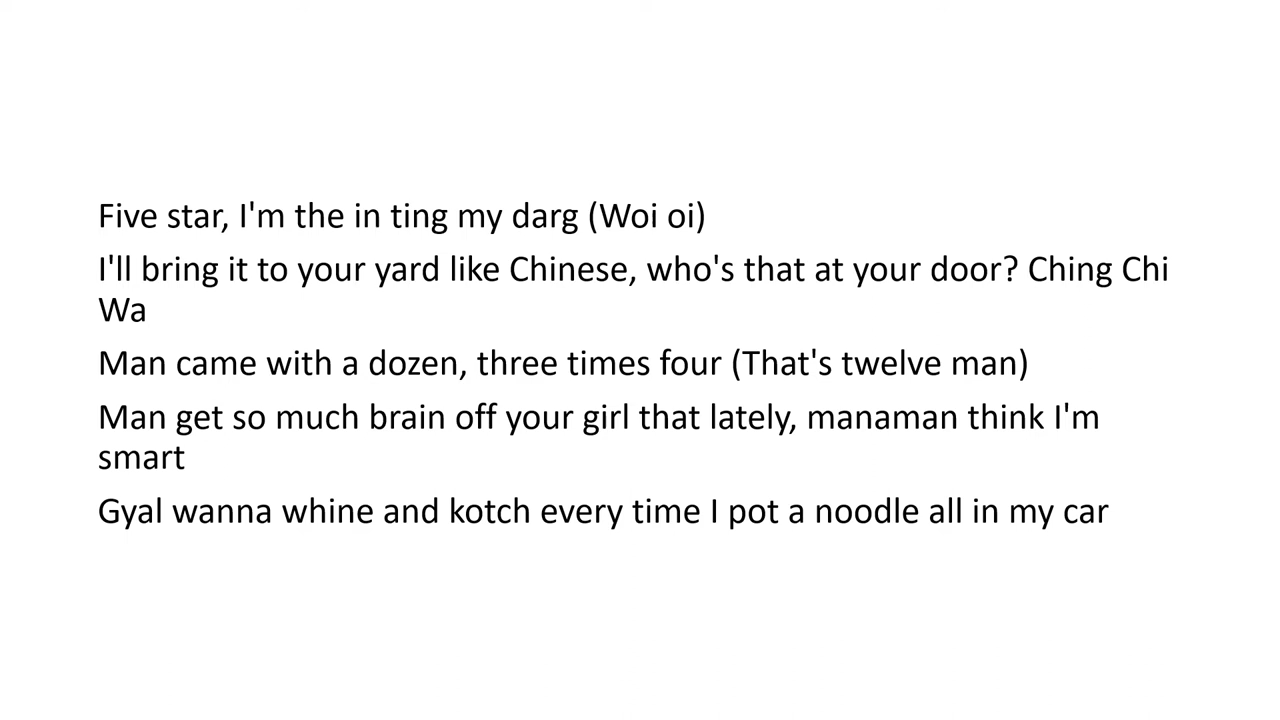 Five star, I'm the in ting my darg (Woi oi)
I'll bring it to your yard like Chinese, who's that at your door? Ching Chi
Wa
Man came with a dozen, three times four (That's twelve man)
Man get so much brain off your girl that lately, manaman think I'm
smart
Gyal wanna whine and kotch every time I pot a noodle all in my car